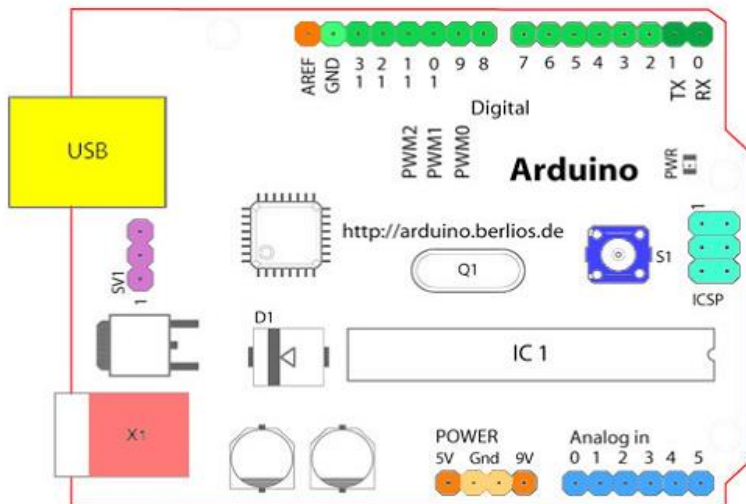 AREF
GND
13
12
11
10
9
8
7
6
5
4
3
2
1
0
TX
RX
Digital
PWM2
PWM1
PWM0
Arduino
PWR
USB
http://arduino.berlios.de
SV1
1
Q1
S1
1
ICSP
D1
IC 1
X1
POWER
5V Gnd 9V
Analog in
0 1 2 3 4 5